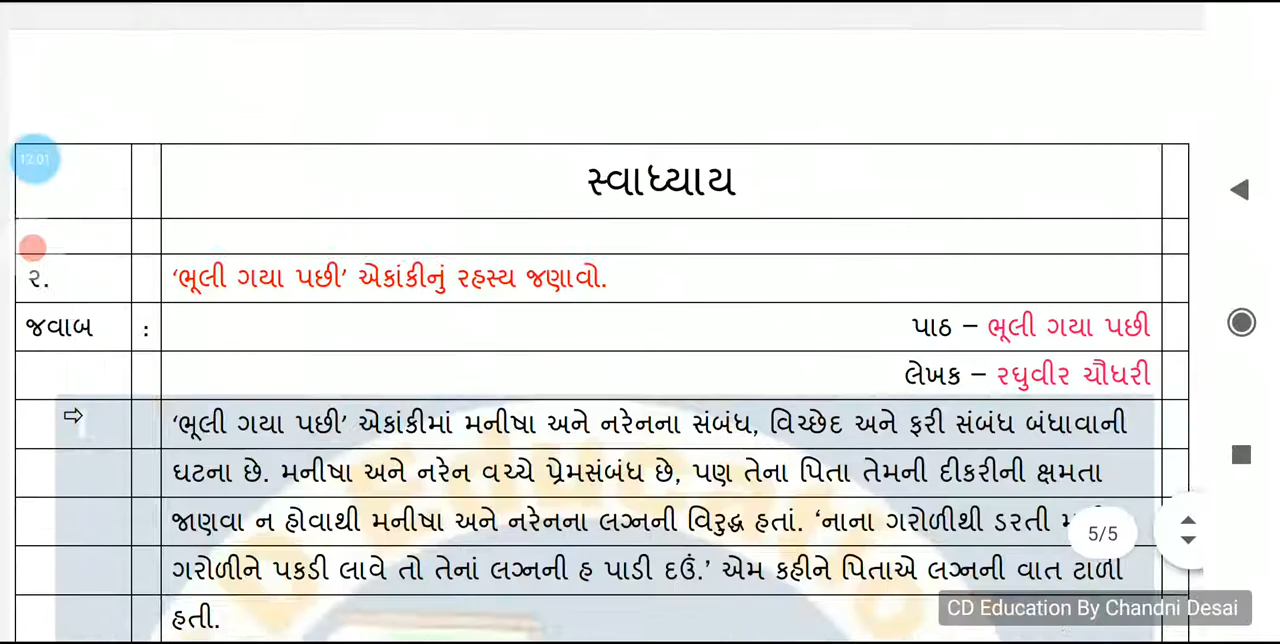 12:01
સ્વાધ્યાય
૨. ‘ભૂલી ગયા પછી’ એકાંકીનું રહસ્ય જણાવો.
જવાબ : પાઠ – ભૂલી ગયા પછી
લેખક – રઘુવીર ચૌધરી
⇨ ‘ભૂલી ગયા પછી’ એકાંકીમાં મનીષા અને નરેનના સંબંધ, વિચ્છેદ અને ફરી સંબંધ બંધાવાની
ઘટના છે. મનીષા અને નરેન વચ્ચે પ્રેમસંબંધ છે, પણ તેના પિતા તેમની દીકરીની ક્ષમતા
જાણવા ન હોવાથી મનીષા અને નરેનના લગ્નની વિરુદ્ધ હતાં. ‘નાના ગરોળીથી ડરતી
5/5
ગરોળીને પકડી લાવે તો તેનાં લગ્નની હ પાડી દઉં.’ એમ કહીને પિતાએ લગ્નની વાત ટાળી
હતી.
CD Education By Chandni Desai